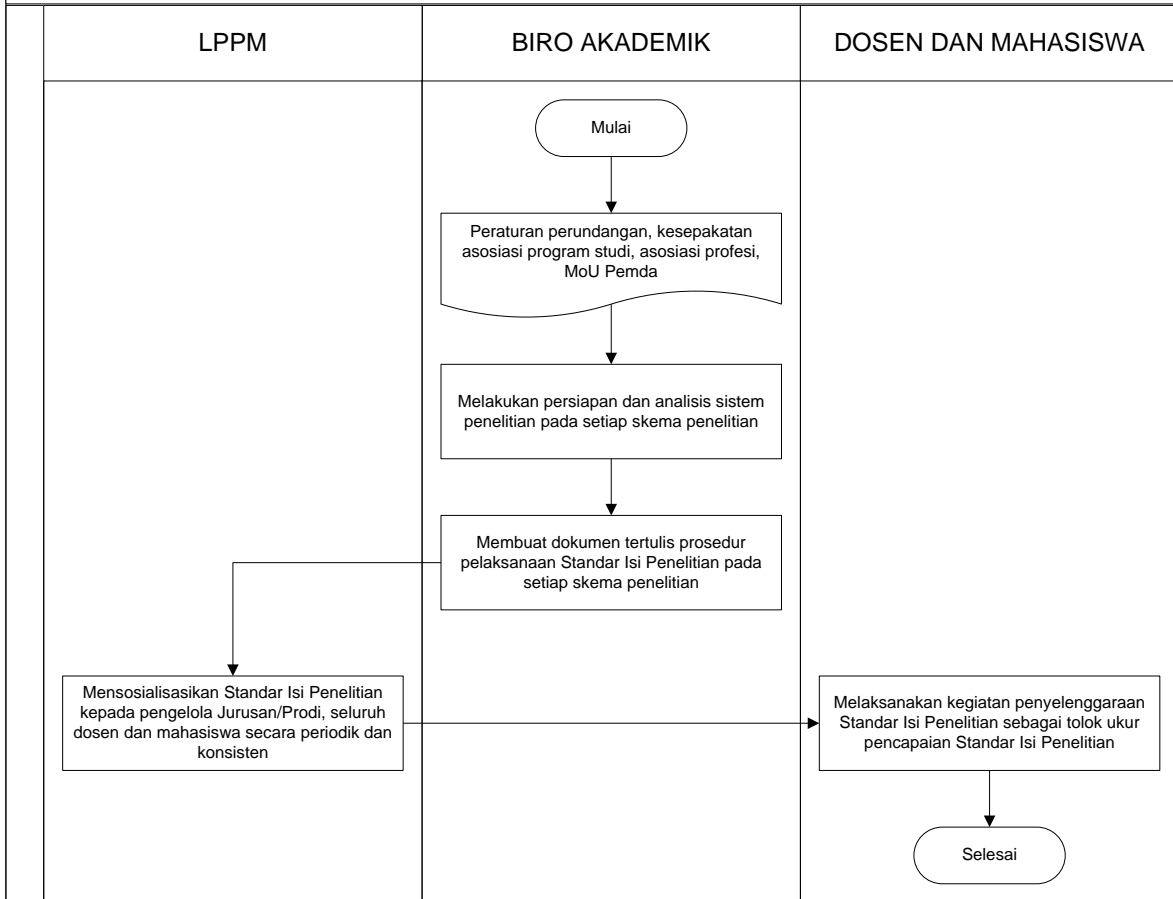 LPPM
BIRO AKADEMIK
DOSEN DAN MAHASISWA
Mulai
Peraturan perundangan, kesepakatan
asosiasi program studi, asosiasi profesi,
MoU Pemda
Melakukan persiapan dan analisis sistem
penelitian pada setiap skema penelitian
Membuat dokumen tertulis prosedur
pelaksanaan Standar Isi Penelitian pada
setiap skema penelitian
Mensosialisasikan Standar Isi Penelitian
kepada pengelola Jurusan/Prodi, seluruh
dosen dan mahasiswa secara periodik dan
konsisten
Melaksanakan kegiatan penyelenggaraan
Standar Isi Penelitian sebagai tolok ukur
pencapaian Standar Isi Penelitian
Selesai